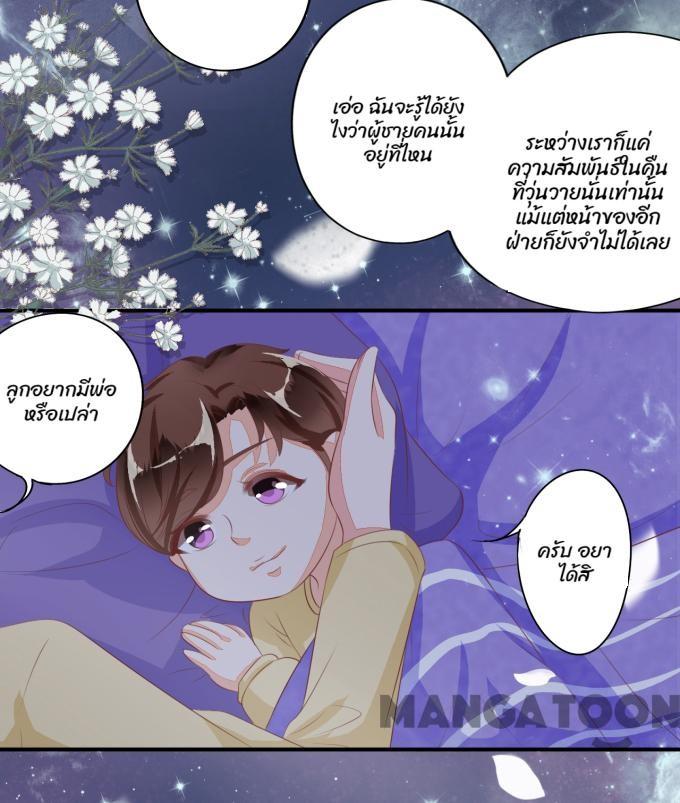 เอ่อ ฉันจะรู้ได้ยัง
ไงว่าผู้ชายคนนั้น
อยู่ที่ไหน
ระหว่างเราก็แค่
ความสัมพันธ์ในคืน
ที่วุ่นวายนั่นเท่านั้น
แม้แต่หน้าของอีก
ฝ่ายก็ยังจำไม่ได้เลย
ลูกอยากมีพ่อ
หรือเปล่า
ครับ อยา
ได้สิ
MANGATOON